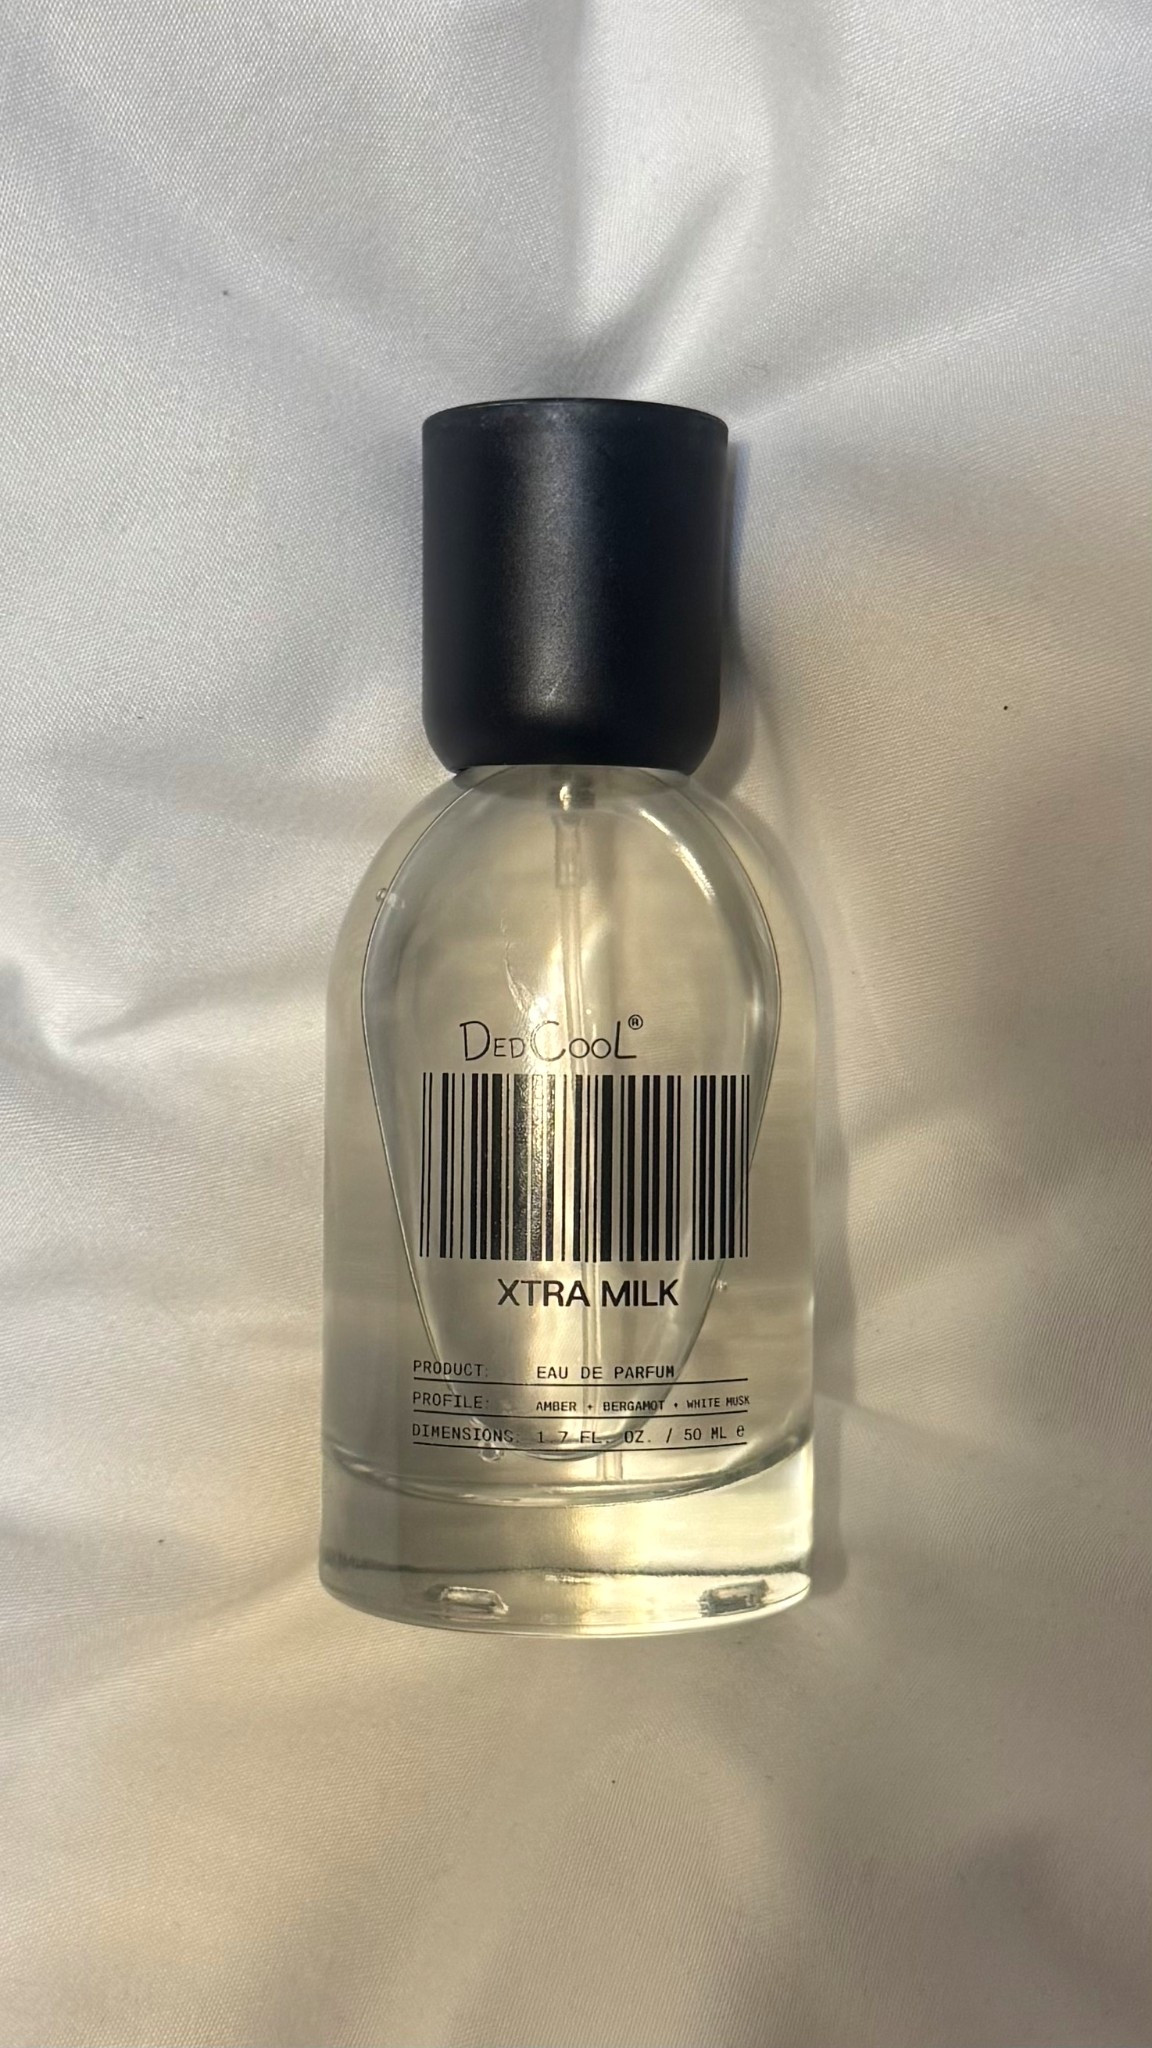 DEDCOOL®
XTRA MILK
PRODUCT: EAU DE PARFUM
PROFILE: AMBER + BERGAMOT + WHITE MUSK
DIMENSIONS: 1.7 FL. OZ. / 50 ML e